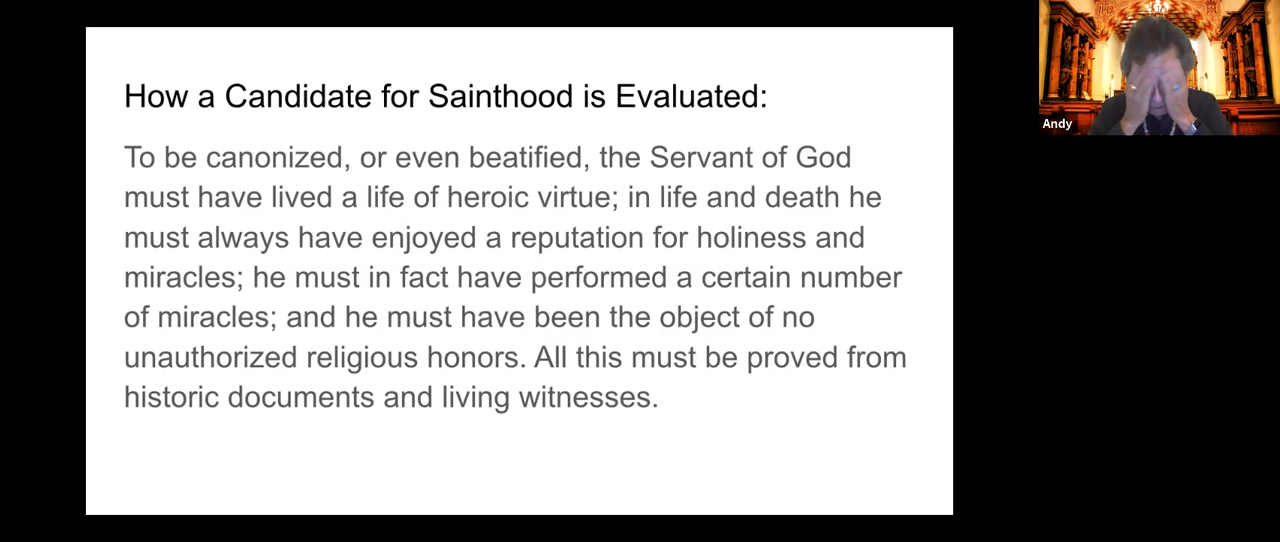 How a Candidate for Sainthood is Evaluated:
To be canonized, or even beatified, the Servant of God
must have lived a life of heroic virtue; in life and death he
must always have enjoyed a reputation for holiness and
miracles; he must in fact have performed a certain number
of miracles; and he must have been the object of no
unauthorized religious honors. All this must be proved from
historic documents and living witnesses.
Andy